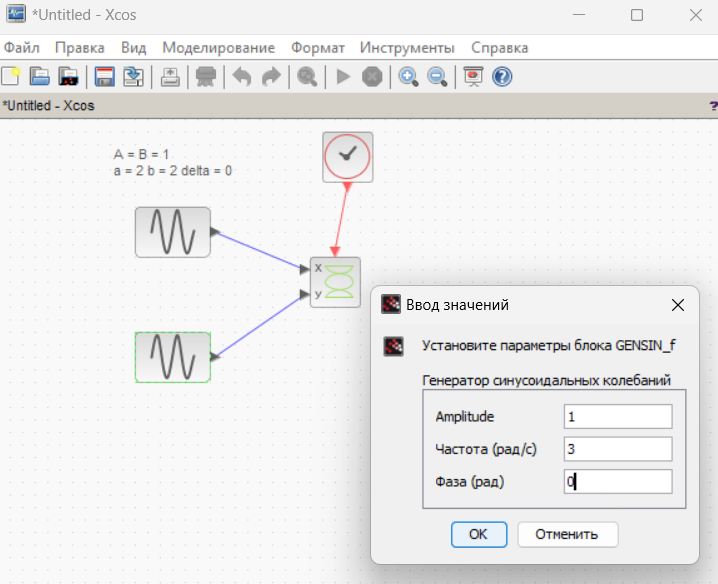 *Untitled - Xcos
Файл Правка Вид Моделирование Формат Инструменты Справка
*Untitled - Xcos ?
A = B = 1
a = 2 b = 2 delta = 0
x
y
Ввод значений
Установите параметры блока GENSIN_f
Генератор синусоидальных колебаний
Amplitude 1
Частота (рад/с) 3
Фаза (рад) 0
OK Отменить